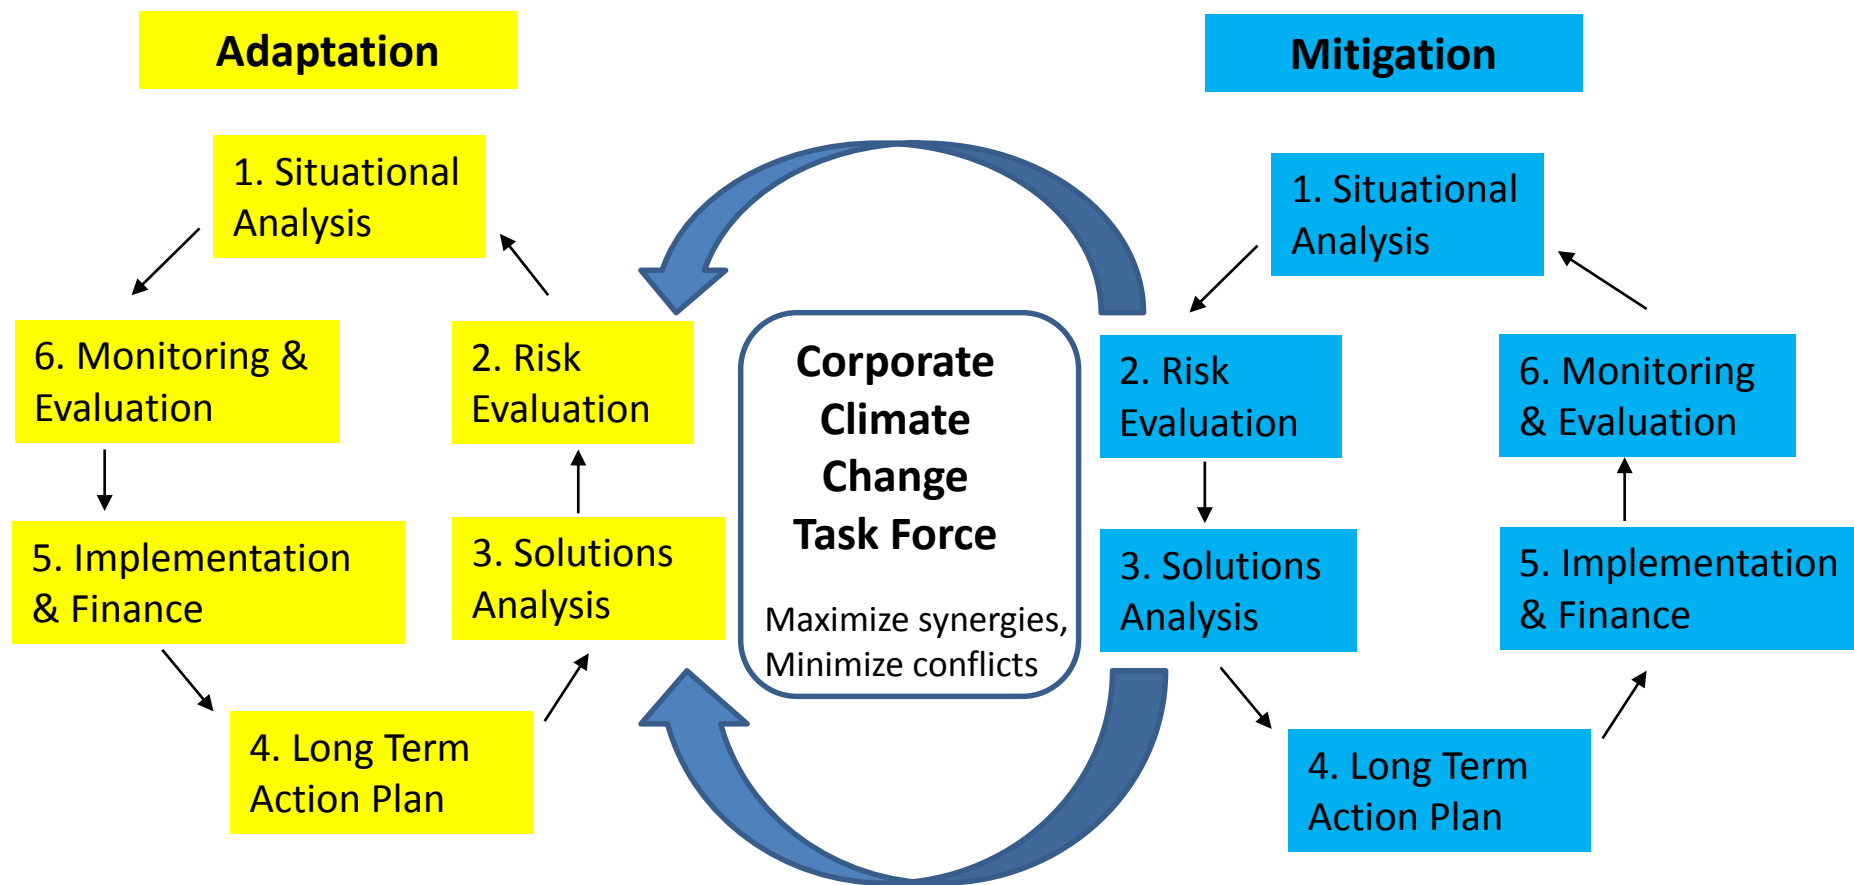 Adaptation
Mitigation
1. Situational
Analysis
6. Monitoring &
Evaluation
2. Risk
Evaluation
5. Implementation
& Finance
3. Solutions
Analysis
4. Long Term
Action Plan
Corporate
Climate
Change
Task Force
Maximize synergies,
Minimize conflicts
1. Situational
Analysis
2. Risk
Evaluation
6. Monitoring
& Evaluation
3. Solutions
Analysis
5. Implementation
& Finance
4. Long Term
Action Plan